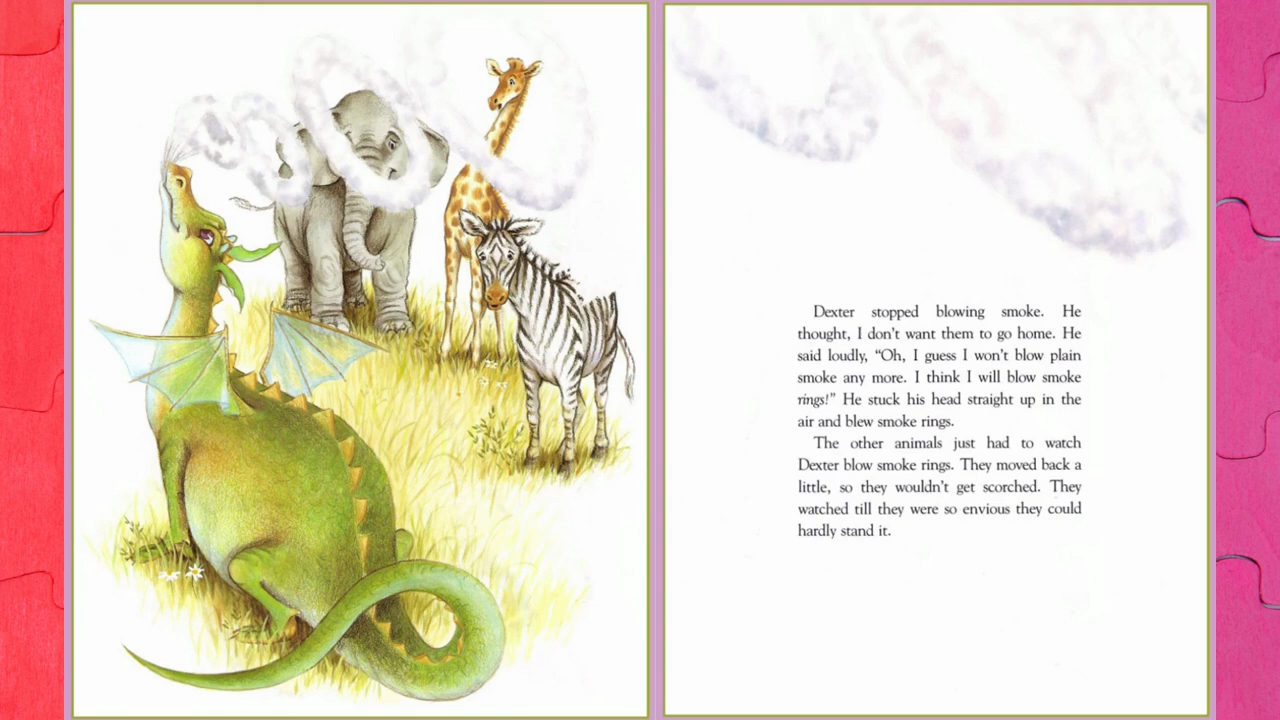 Dexter stopped blowing smoke. He
thought, I don't want them to go home. He
said loudly, “Oh, I guess I won't blow plain
smoke any more. I think I will blow smoke
rings!” He stuck his head straight up in the
air and blew smoke rings.
The other animals just had to watch
Dexter blow smoke rings. They moved back a
little, so they wouldn't get scorched. They
watched till they were so envious they could
hardly stand it.